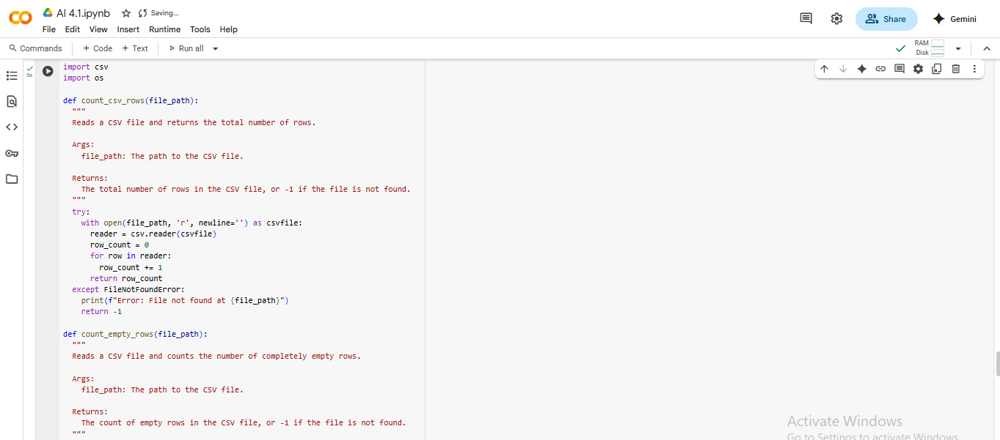 AI 4.1.ipynb Saving...
File Edit View Insert Runtime Tools Help
Share
Gemini
Commands + Code + Text Run all
RAM
Disk
0s
import csv
import os
def count_csv_rows(file_path):
"""
Reads a CSV file and returns the total number of rows.
Args:
file_path: The path to the CSV file.
Returns:
The total number of rows in the CSV file, or -1 if the file is not found.
"""
try:
with open(file_path, 'r', newline='') as csvfile:
reader = csv.reader(csvfile)
row_count = 0
for row in reader:
row_count += 1
return row_count
except FileNotFoundError:
print(f"Error: File not found at {file_path}")
return -1
def count_empty_rows(file_path):
"""
Reads a CSV file and counts the number of completely empty rows.
Args:
file_path: The path to the CSV file.
Returns:
The count of empty rows in the CSV file, or -1 if the file is not found.
"""
Activate Windows
Go to Settings to activate Windows.